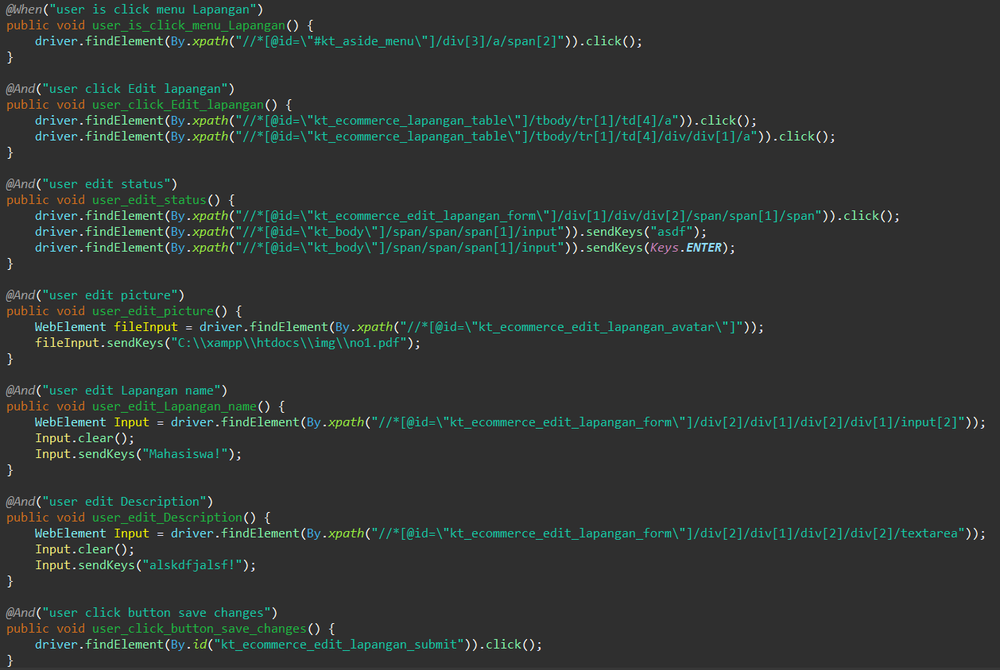 @When("user is click menu Lapangan")
public void user_is_click_menu_Lapangan() {
    driver.findElement(By.xpath("//*[@id=\"#kt_aside_menu\"]/div[3]/a/span[2]")).click();
}

@And("user click Edit lapangan")
public void user_click_Edit_lapangan() {
    driver.findElement(By.xpath("//*[@id=\"kt_ecommerce_lapangan_table\"]/tbody/tr[1]/td[4]/a")).click();
    driver.findElement(By.xpath("//*[@id=\"kt_ecommerce_lapangan_table\"]/tbody/tr[1]/td[4]/div/div[1]/a")).click();
}

@And("user edit status")
public void user_edit_status() {
    driver.findElement(By.xpath("//*[@id=\"kt_ecommerce_edit_lapangan_form\"]/div[1]/div/div[2]/span/span[1]/span")).click();
    driver.findElement(By.xpath("//*[@id=\"kt_body\"]/span/span/span[1]/input")).sendKeys("asdf");
    driver.findElement(By.xpath("//*[@id=\"kt_body\"]/span/span/span[1]/input")).sendKeys(Keys.ENTER);
}

@And("user edit picture")
public void user_edit_picture() {
    WebElement fileInput = driver.findElement(By.xpath("//*[@id=\"kt_ecommerce_edit_lapangan_avatar\"]"));
    fileInput.sendKeys("C:\\xampp\\htdocs\\img\\no1.pdf");
}

@And("user edit Lapangan name")
public void user_edit_Lapangan_name() {
    WebElement Input = driver.findElement(By.xpath("//*[@id=\"kt_ecommerce_edit_lapangan_form\"]/div[2]/div[1]/div[2]/div[1]/input[2]"));
    Input.clear();
    Input.sendKeys("Mahasiswa!");
}

@And("user edit Description")
public void user_edit_Description() {
    WebElement Input = driver.findElement(By.xpath("//*[@id=\"kt_ecommerce_edit_lapangan_form\"]/div[2]/div[1]/div[2]/div[2]/textarea"));
    Input.clear();
    Input.sendKeys("alskdfjalsf!");
}

@And("user click button save changes")
public void user_click_button_save_changes() {
    driver.findElement(By.id("kt_ecommerce_edit_lapangan_submit")).click();
}